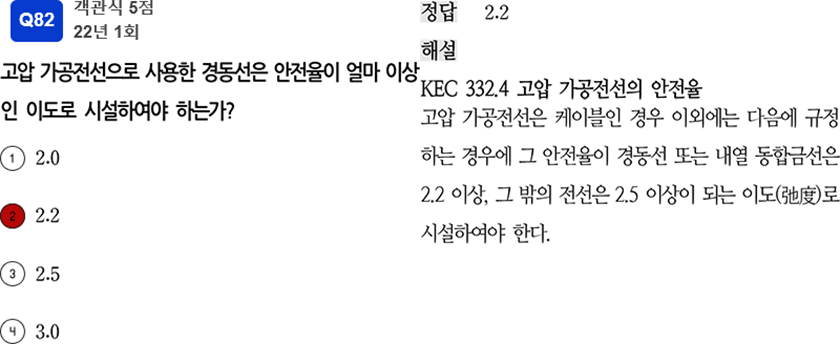 Q82
객관식 5점
22년 1회
고압 가공전선으로 사용한 경동선은 안전율이 얼마 이상
인 이도로 시설하여야 하는가?
1 2.0
2 2.2
3 2.5
4 3.0
정답 2.2
해설
KEC 332.4 고압 가공전선의 안전율
고압 가공전선은 케이블인 경우 이외에는 다음에 규정
하는 경우에 그 안전율이 경동선 또는 내열 동합금선은
2.2 이상, 그 밖의 전선은 2.5 이상이 되는 이도(弛度)로
시설하여야 한다.